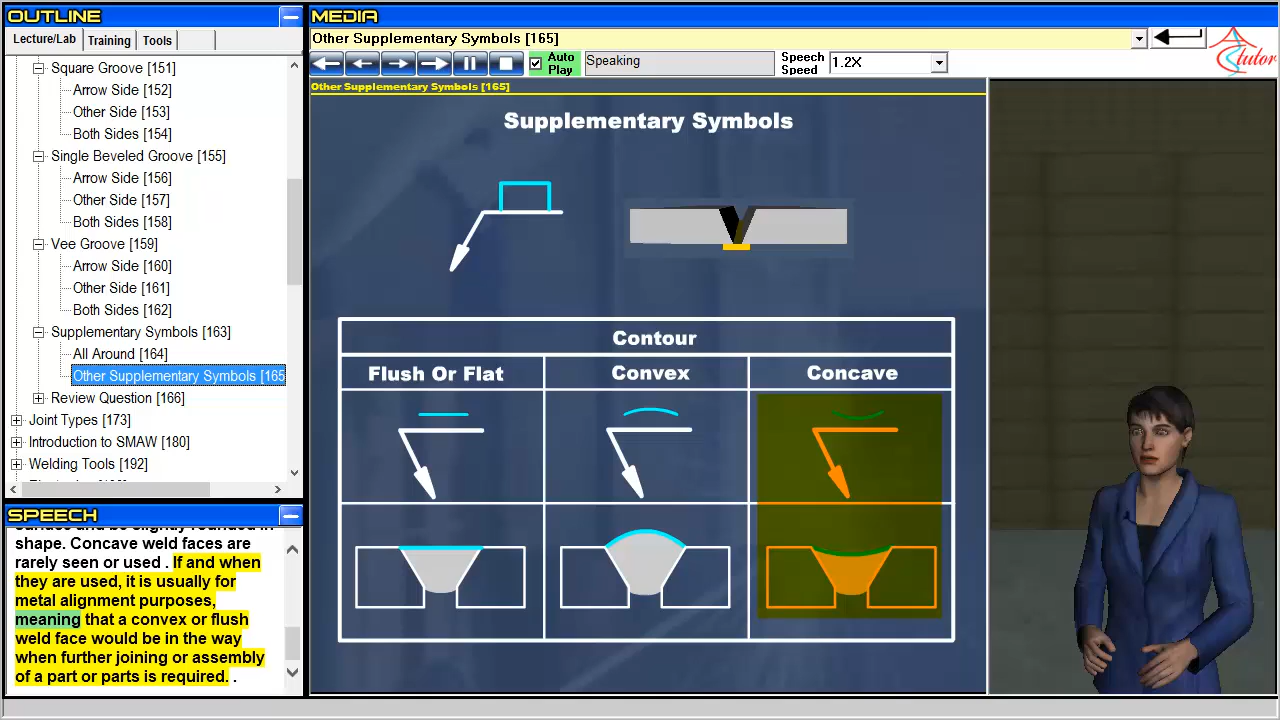 OUTLINE
Lecture/Lab Training Tools
Square Groove [151]
Arrow Side [152]
Other Side [153]
Both Sides [154]
Single Beveled Groove [155]
Arrow Side [156]
Other Side [157]
Both Sides [158]
Vee Groove [159]
Arrow Side [160]
Other Side [161]
Both Sides [162]
Supplementary Symbols [163]
All Around [164]
Other Supplementary Symbols [165
Review Question [166]
Joint Types [173]
Introduction to SMAW [180]
Welding Tools [192]
SPEECH
shape. Concave weld faces are
rarely seen or used . If and when
they are used, it is usually for
metal alignment purposes,
meaning that a convex or flush
weld face would be in the way
when further joining or assembly
of a part or parts is required. .
MEDIA
Other Supplementary Symbols [165]
Auto
Play
Speaking
Speech
Speed
1.2X
tutor
Other Supplementary Symbols [165]
Supplementary Symbols
Contour
Flush Or Flat Convex Concave